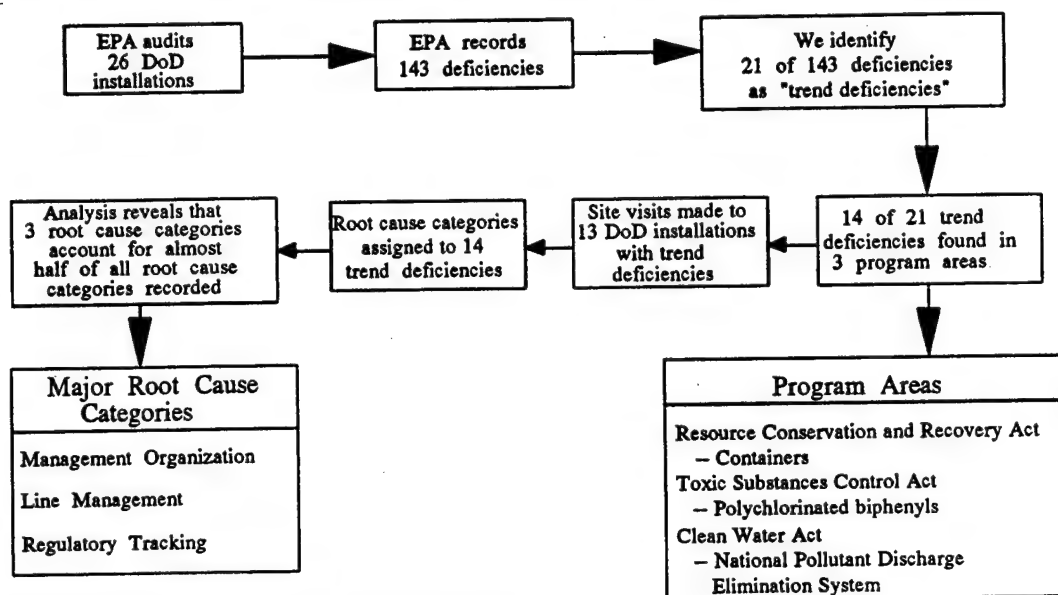 EPA audits
26 DoD
installations
EPA records
143 deficiencies
We identify
21 of 143 deficiencies
as "trend deficiencies"
14 of 21 trend
deficiencies found in
3 program areas
Site visits made to
13 DoD installations
with trend
deficiencies
Root cause categories
assigned to 14
trend deficiencies
Analysis reveals that
3 root cause categories
account for almost
half of all root cause
categories recorded
Major Root Cause
Categories
Management Organization
Line Management
Regulatory Tracking
Program Areas
Resource Conservation and Recovery Act
– Containers
Toxic Substances Control Act
– Polychlorinated biphenyls
Clean Water Act
– National Pollutant Discharge
Elimination System